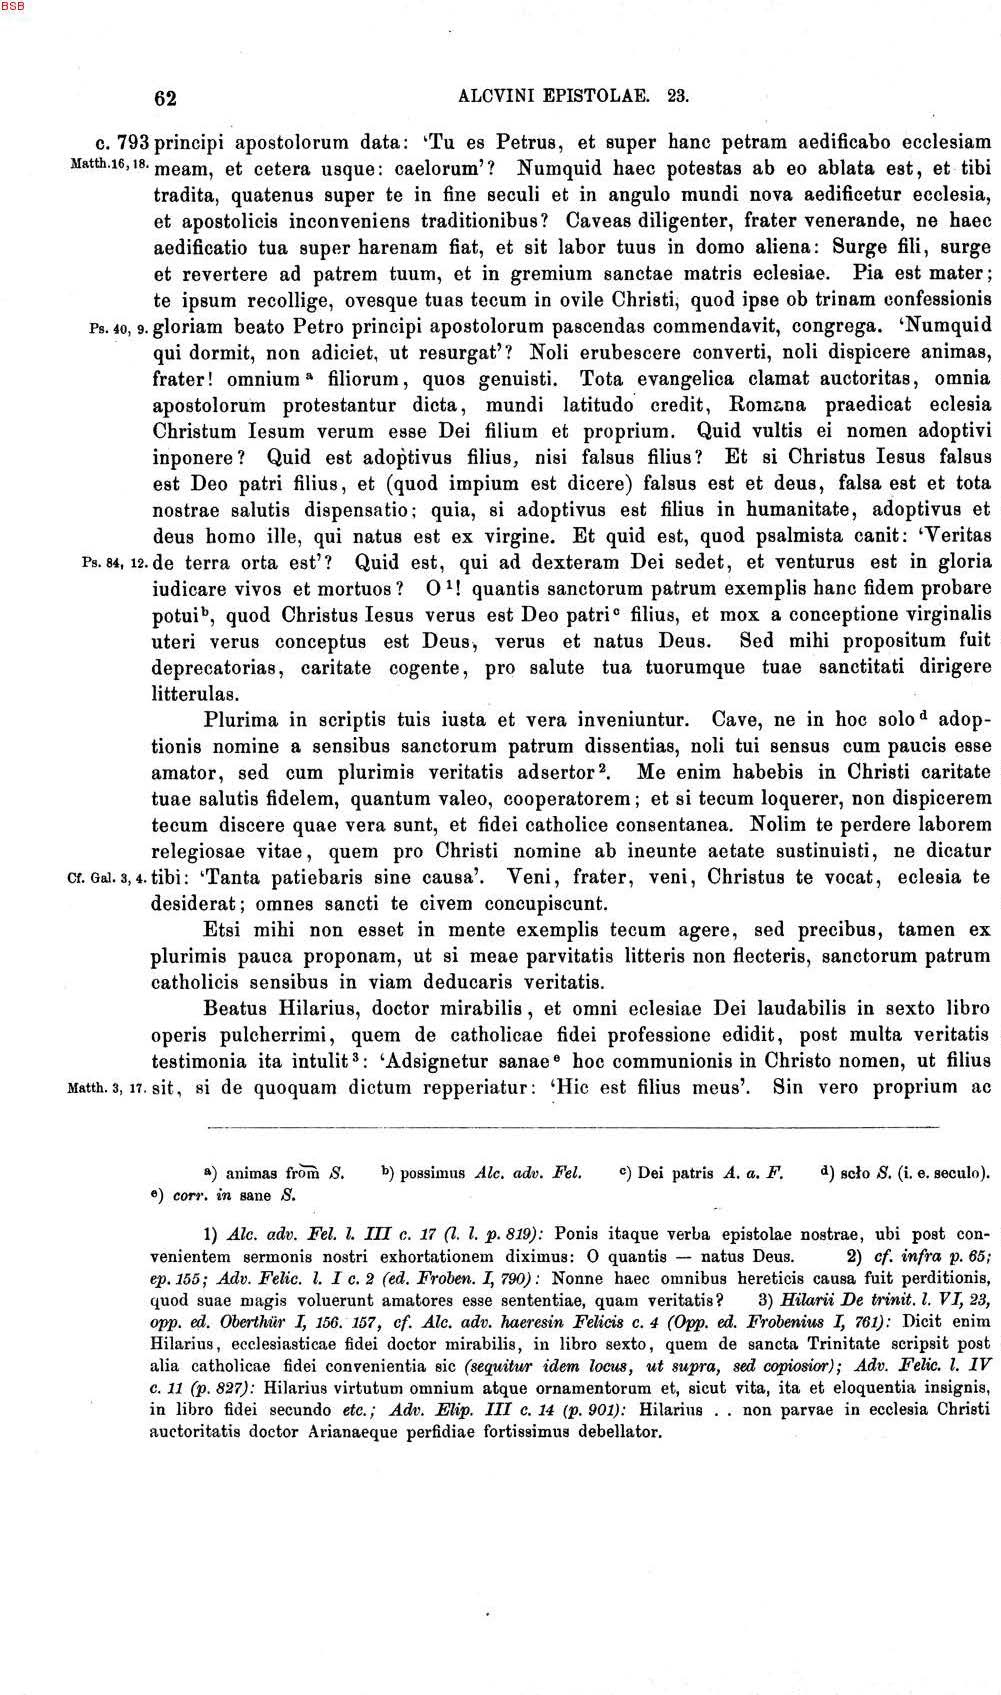 BSB
62 ALCVINI EPISTOLAE. 23.
c. 793 principi apostolorum data: ‘Tu es Petrus, et super hanc petram aedificabo ecclesiam
Matth.16, 18. meam, et cetera usque: caelorum’? Numquid haec potestas ab eo ablata est, et tibi
tradita, quatenus super te in fine seculi et in angulo mundi nova aedificetur ecclesia,
et apostolicis inconveniens traditionibus? Caveas diligenter, frater venerande, ne haec
aedificatio tua super harenam fiat, et sit labor tuus in domo aliena: Surge fili, surge
et revertere ad patrem tuum, et in gremium sanctae matris eclesiae. Pia est mater;
te ipsum recollige, ovesque tuas tecum in ovile Christi, quod ipse ob trinam confessionis
Ps. 40, 9. gloriam beato Petro principi apostolorum pascendas commendavit, congrega. ‘Numquid
qui dormit, non adiciet, ut resurgat’? Noli erubescere converti, noli dispicere animas,
frater! omnium a filiorum, quos genuisti. Tota evangelica clamat auctoritas, omnia
apostolorum protestantur dicta, mundi latitudo credit, Romana praedicat eclesia
Christum Iesum verum esse Dei filium et proprium. Quid vultis ei nomen adoptivi
inponere? Quid est adoptivus filius, nisi falsus filius? Et si Christus Iesus falsus
est Deo patri filius, et (quod impium est dicere) falsus est et deus, falsa est et tota
nostrae salutis dispensatio; quia, si adoptivus est filius in humanitate, adoptivus et
deus homo ille, qui natus est ex virgine. Et quid est, quod psalmista canit: ‘Veritas
Ps. 84, 12. de terra orta est’? Quid est, qui ad dexteram Dei sedet, et venturus est in gloria
iudicare vivos et mortuos? O 1! quantis sanctorum patrum exemplis hanc fidem probare
potui b, quod Christus Iesus verus est Deo patri c filius, et mox a conceptione virginalis
uteri verus conceptus est Deus, verus et natus Deus. Sed mihi propositum fuit
deprecatorias, caritate cogente, pro salute tua tuorumque tuae sanctitati dirigere
litterulas.
Plurima in scriptis tuis iusta et vera inveniuntur. Cave, ne in hoc solo d adop-
tionis nomine a sensibus sanctorum patrum dissentias, noli tui sensus cum paucis esse
amator, sed cum plurimis veritatis adsertor 2. Me enim habebis in Christi caritate
tuae salutis fidelem, quantum valeo, cooperatorem; et si tecum loquerer, non dispicerem
tecum discere quae vera sunt, et fidei catholice consentanea. Nolim te perdere laborem
relegiosae vitae, quem pro Christi nomine ab ineunte aetate sustinuisti, ne dicatur
Cf. Gal. 3, 4. tibi: ‘Tanta patiebaris sine causa’. Veni, frater, veni, Christus te vocat, eclesia te
desiderat; omnes sancti te civem concupiscunt.
Etsi mihi non esset in mente exemplis tecum agere, sed precibus, tamen ex
plurimis pauca proponam, ut si meae parvitatis litteris non flecteris, sanctorum patrum
catholicis sensibus in viam deducaris veritatis.
Beatus Hilarius, doctor mirabilis, et omni eclesiae Dei laudabilis in sexto libro
operis pulcherrimi, quem de catholicae fidei professione edidit, post multa veritatis
testimonia ita intulit 3: ‘Adsignetur sanae e hoc communionis in Christo nomen, ut filius
Matth. 3, 17. sit, si de quoquam dictum repperiatur: ‘Hic est filius meus’. Sin vero proprium ac
a) animas from̄ S. b) possimus Alc. adv. Fel. c) Dei patris A. a. F. d) scło S. (i. e. seculo).
e) corr. in sane S.
1) Alc. adv. Fel. l. III c. 17 (l. l. p. 819): Ponis itaque verba epistolae nostrae, ubi post con-
venientem sermonis nostri exhortationem diximus: O quantis — natus Deus. 2) cf. infra p. 65;
ep. 155; Adv. Felic. l. I c. 2 (ed. Froben. I, 790): Nonne haec omnibus hereticis causa fuit perditionis,
quod suae magis voluerunt amatores esse sententiae, quam veritatis? 3) Hilarii De trinit. l. VI, 23,
opp. ed. Oberthür I, 156. 157, cf. Alc. adv. haeresin Felicis c. 4 (Opp. ed. Frobenius I, 761): Dicit enim
Hilarius, ecclesiasticae fidei doctor mirabilis, in libro sexto, quem de sancta Trinitate scripsit post
alia catholicae fidei convenientia sic (sequitur idem locus, ut supra, sed copiosior); Adv. Felic. l. IV
c. 11 (p. 827): Hilarius virtutum omnium atque ornamentorum et, sicut vita, ita et eloquentia insignis,
in libro fidei secundo etc.; Adv. Elip. III c. 14 (p. 901): Hilarius . . non parvae in ecclesia Christi
auctoritatis doctor Arianaeque perfidiae fortissimus debellator.